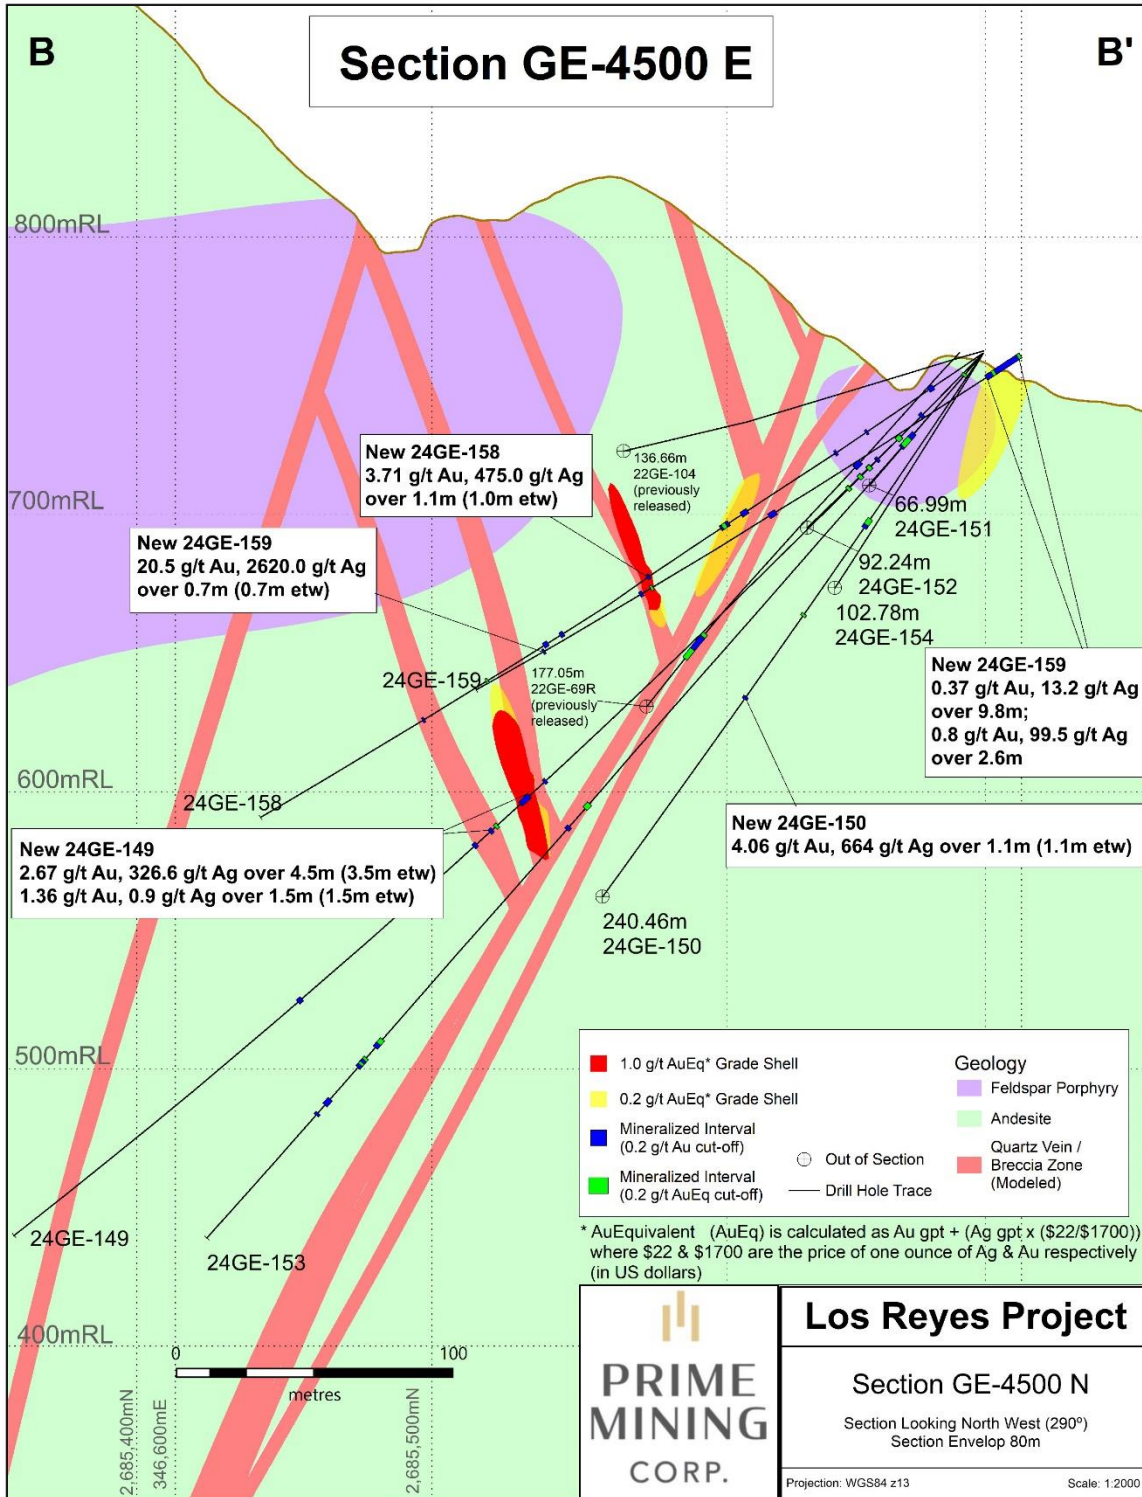 B
Section GE-4500 E
B'
800mRL
New 24GE-158
3.71 g/t Au, 475.0 g/t Ag
over 1.1m (1.0m etw)
136.66m
22GE-104
(previously
released)
700mRL
66.99m
24GE-151
New 24GE-159
20.5 g/t Au, 2620.0 g/t Ag
over 0.7m (0.7m etw)
92.24m
24GE-152
102.78m
24GE-154
24GE-159
177.05m
22GE-69R
(previously
released)
New 24GE-159
0.37 g/t Au, 13.2 g/t Ag
over 9.8m;
0.8 g/t Au, 99.5 g/t Ag
over 2.6m
600mRL
24GE-158
New 24GE-149
2.67 g/t Au, 326.6 g/t Ag over 4.5m (3.5m etw)
1.36 g/t Au, 0.9 g/t Ag over 1.5m (1.5m etw)
New 24GE-150
4.06 g/t Au, 664 g/t Ag over 1.1m (1.1m etw)
240.46m
24GE-150
500mRL
24GE-149
24GE-153
1.0 g/t AuEq* Grade Shell
0.2 g/t AuEq* Grade Shell
Mineralized Interval
(0.2 g/t Au cut-off)
Mineralized Interval
(0.2 g/t AuEq cut-off)
Out of Section
Drill Hole Trace
Geology
Feldspar Porphyry
Andesite
Quartz Vein /
Breccia Zone
(Modeled)
* AuEquivalent (AuEq) is calculated as Au gpt + (Ag gpt x ($22/$1700))
where $22 & $1700 are the price of one ounce of Ag & Au respectively
(in US dollars)
400mRL
0 100
metres
2,685,400mN
346,600mE
2,685,500mN
PRIME
MINING
CORP.
Los Reyes Project
Section GE-4500 N
Section Looking North West (290º)
Section Envelop 80m
Projection: WGS84 z13
Scale: 1:2000